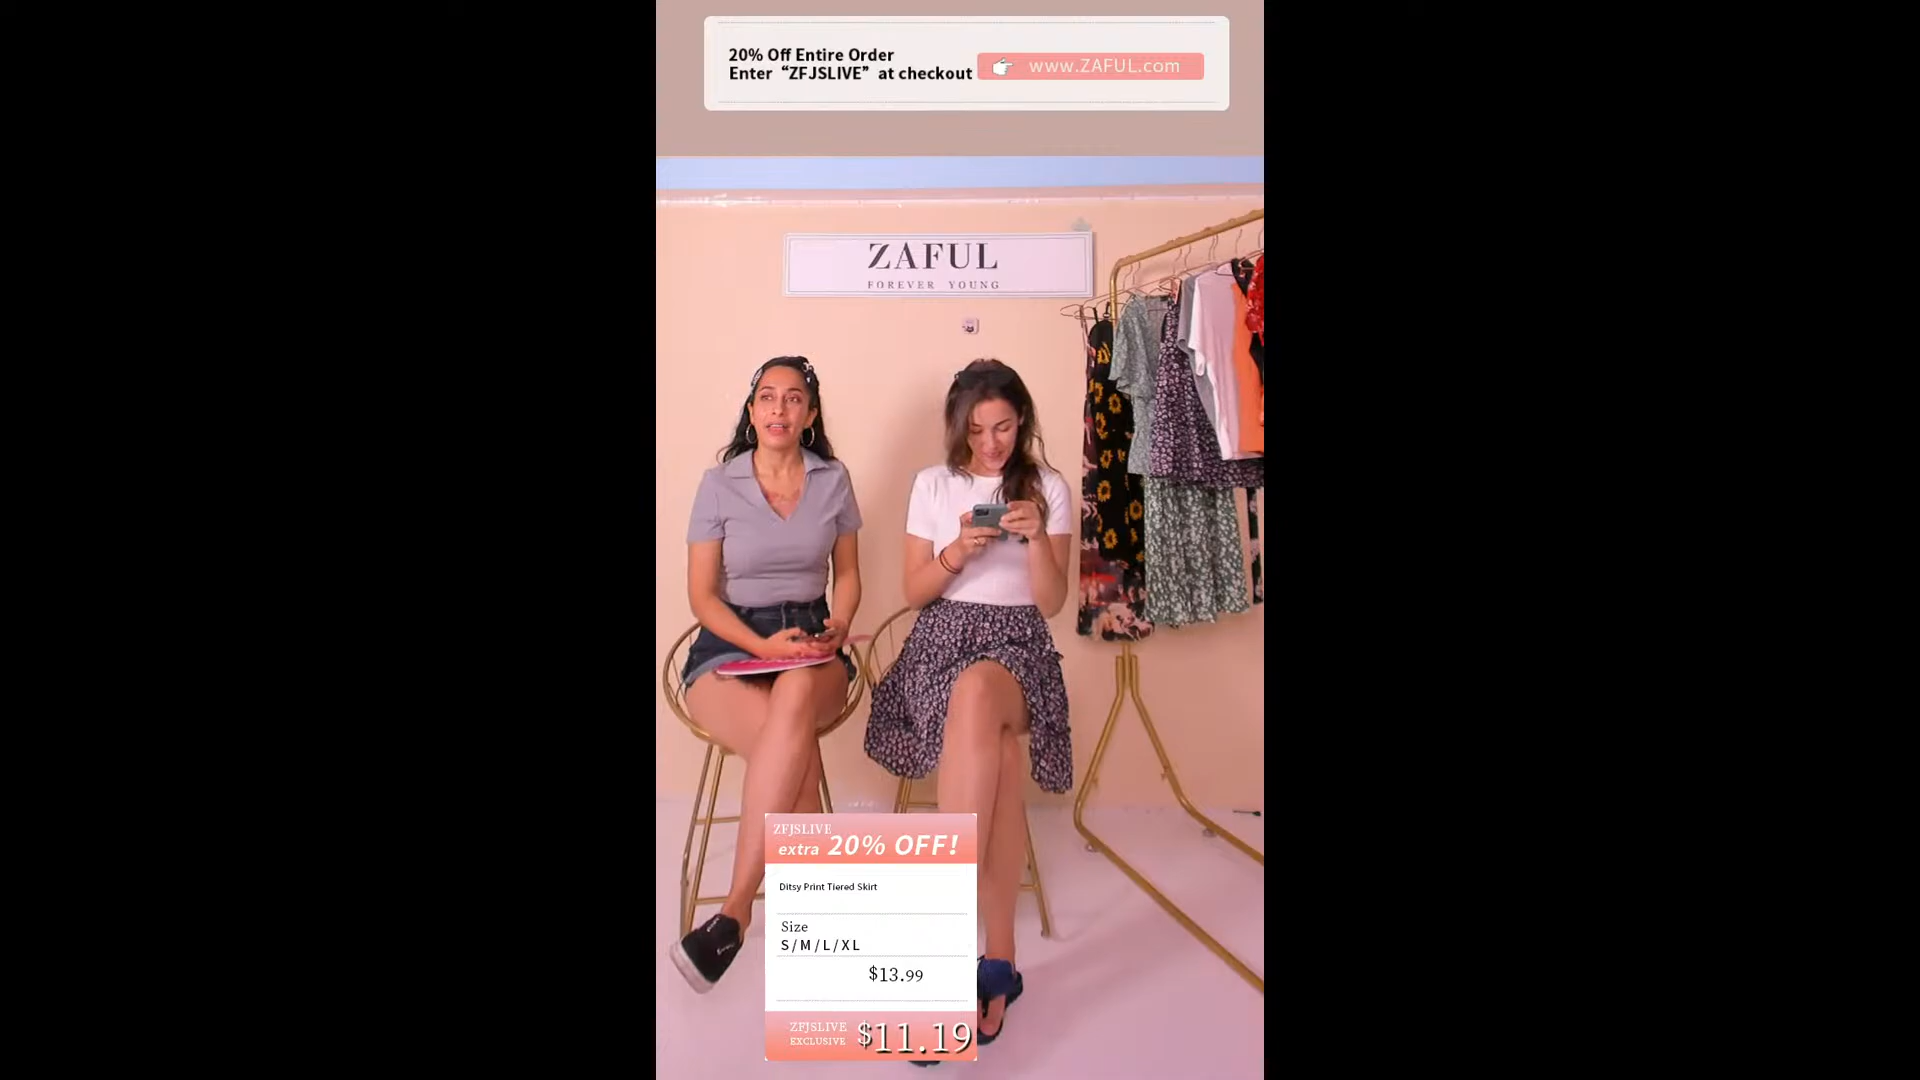 20% Off Entire Order
Enter “ZFJSLIVE” at checkout
www.ZAFUL.com
ZAFUL
FOREVER YOUNG
ZFJSLIVE
extra 20% OFF!
Ditsy Print Tiered Skirt
Size
S/M/L/XL
$13.99
ZFJSLIVE
EXCLUSIVE
$11.19